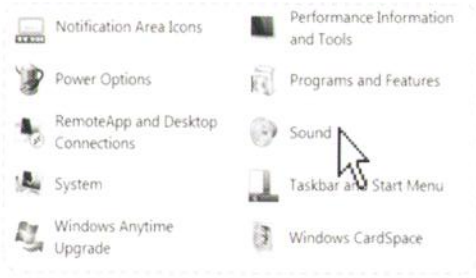 Notification Area Icons
Performance Information
and Tools
Power Options
Programs and Features
RemoteApp and Desktop
Connections
Sound
System
Taskbar and Start Menu
Windows Anytime
Upgrade
Windows CardSpace